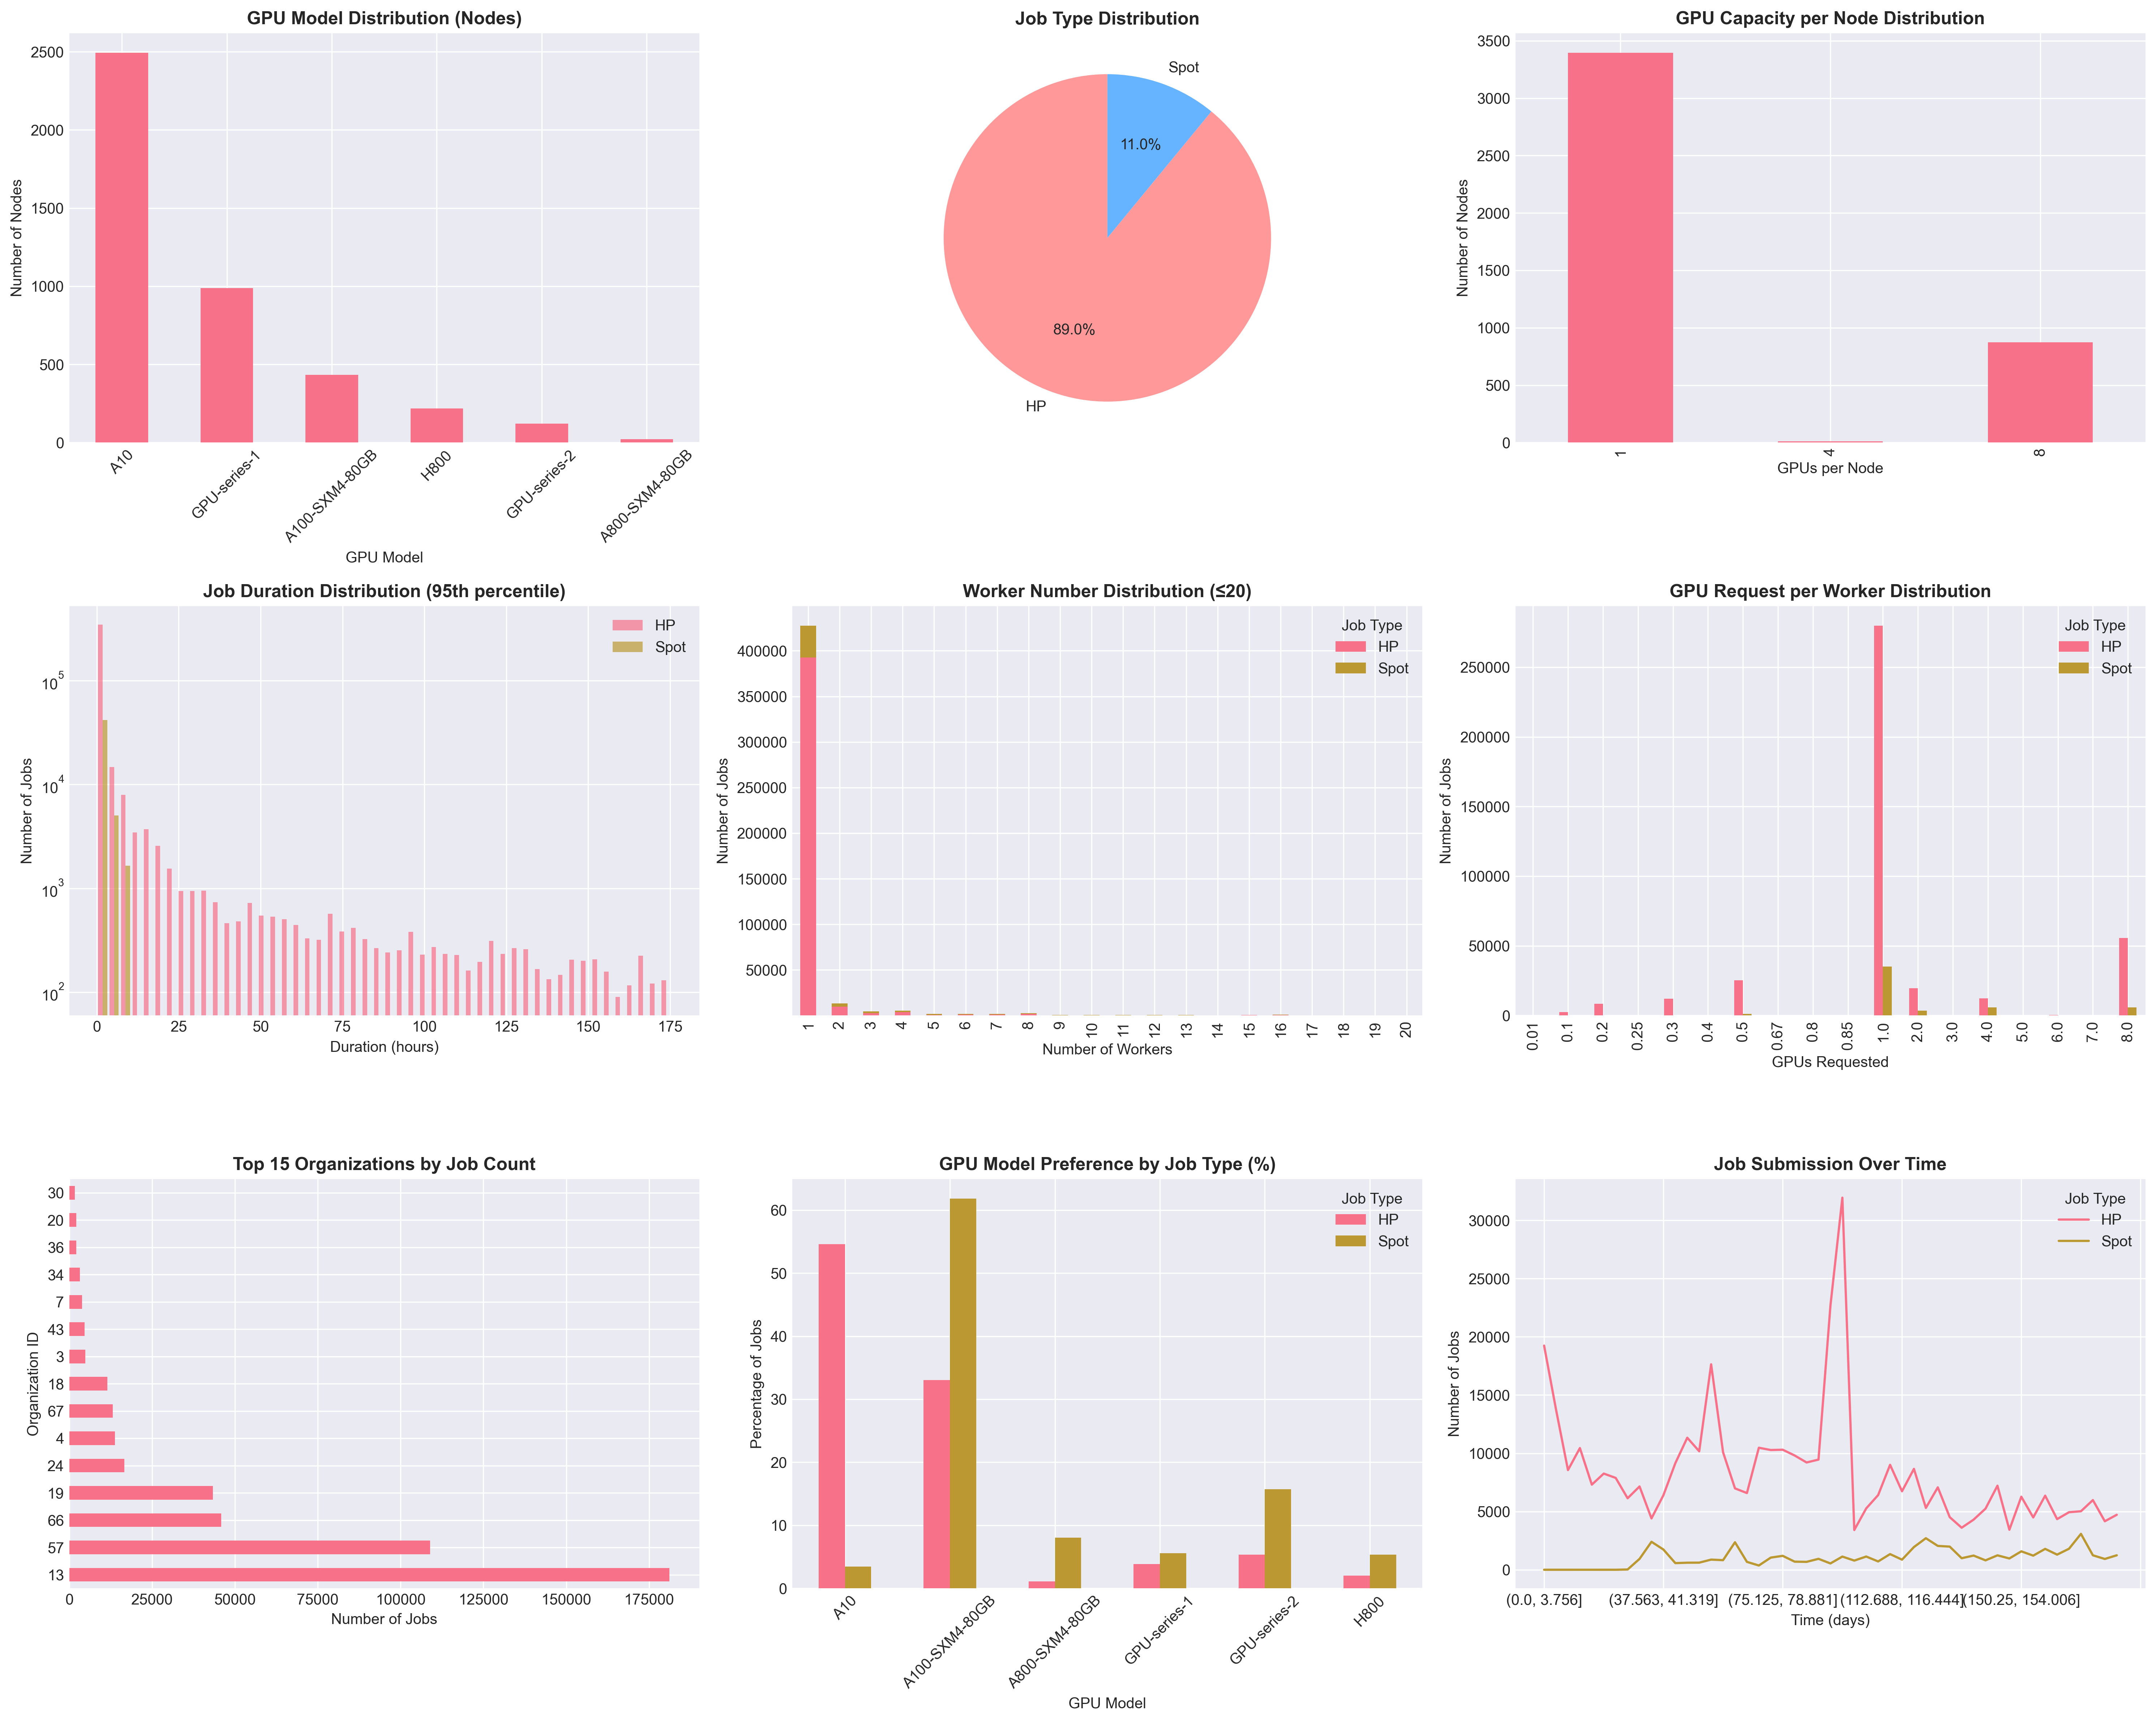 GPU Model Distribution (Nodes)
Number of Nodes
2500
2000
1500
1000
500
0
A10
GPU-series-1
A100-SXM4-80GB
H800
GPU-series-2
A800-SXM4-80GB
GPU Model
Job Type Distribution
Spot
11.0%
89.0%
HP
GPU Capacity per Node Distribution
Number of Nodes
3500
3000
2500
2000
1500
1000
500
0
1
4
8
GPUs per Node
Job Duration Distribution (95th percentile)
Number of Jobs
10^5
10^4
10^3
10^2
HP
Spot
0
25
50
75
100
125
150
175
Duration (hours)
Worker Number Distribution (≤20)
Number of Jobs
400000
350000
300000
250000
200000
150000
100000
50000
Job Type
HP
Spot
1
2
3
4
5
6
7
8
9
10
11
12
13
14
15
16
17
18
19
20
Number of Workers
GPU Request per Worker Distribution
Number of Jobs
250000
200000
150000
100000
50000
0
Job Type
HP
Spot
0.01
0.1
0.2
0.25
0.3
0.4
0.5
0.67
0.8
0.85
1.0
2.0
3.0
4.0
5.0
6.0
7.0
8.0
GPUs Requested
Top 15 Organizations by Job Count
Organization ID
30
20
36
34
7
43
3
18
67
4
24
19
66
57
13
0
25000
50000
75000
100000
125000
150000
175000
Number of Jobs
GPU Model Preference by Job Type (%)
Percentage of Jobs
60
50
40
30
20
10
0
Job Type
HP
Spot
A10
A100-SXM4-80GB
A800-SXM4-80GB
GPU-series-1
GPU-series-2
H800
GPU Model
Job Submission Over Time
Number of Jobs
30000
25000
20000
15000
10000
5000
0
Job Type
HP
Spot
(0.0, 3.756]
(37.563, 41.319]
(75.125, 78.881]
(112.688, 116.444]
(150.25, 154.006]
Time (days)